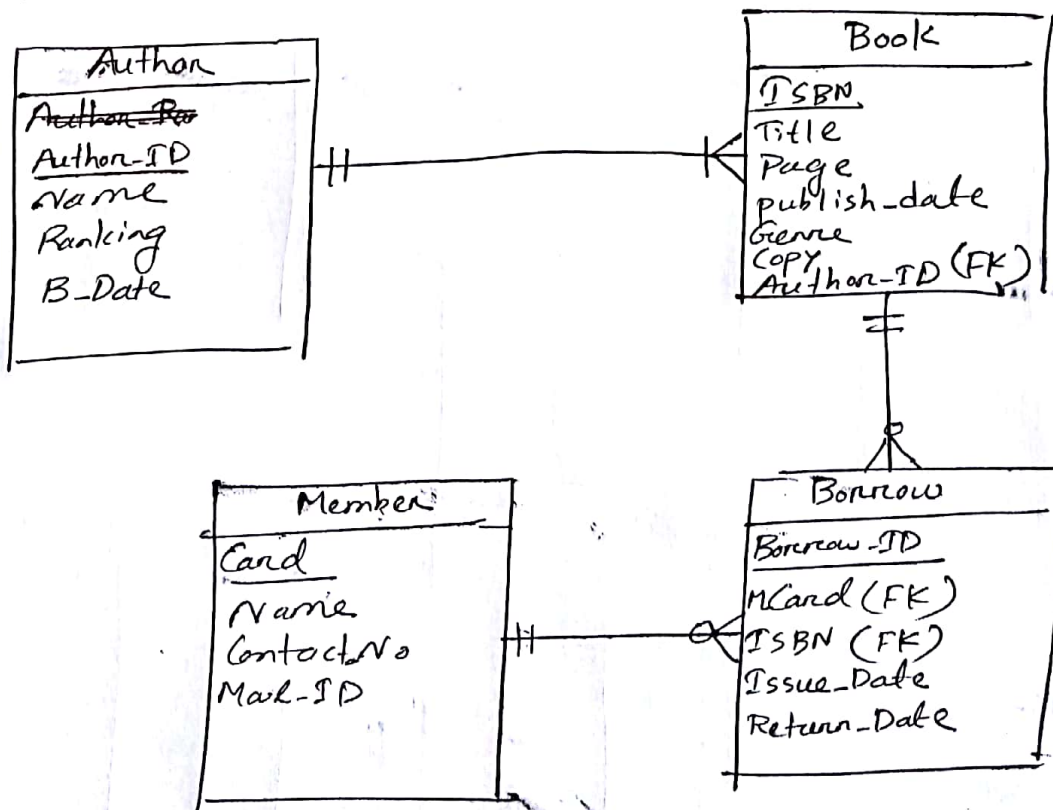 Author
Author_ID
Name
Ranking
B_Date
Book
ISBN
Title
Page
publish_date
Genre
Copy
Author_ID (FK)
Member
Card
Name
Contact_No
Mail_ID
Borrow
Borrow_ID
MCard (FK)
ISBN (FK)
Issue_Date
Return_Date